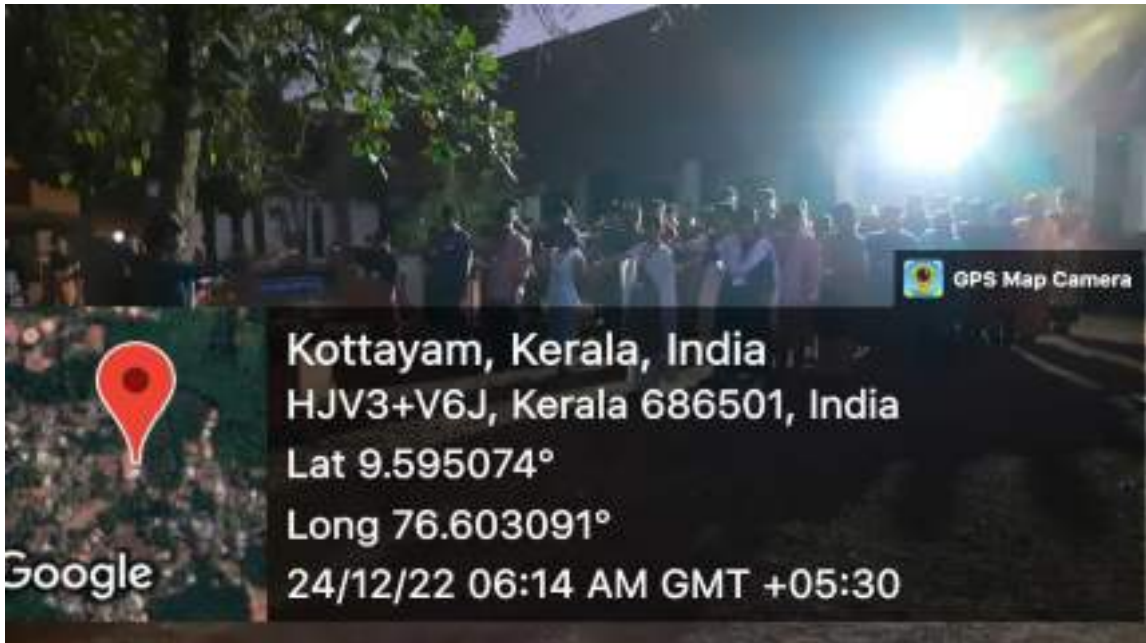 GPS Map Camera
Kottayam, Kerala, India
HJV3+V6J, Kerala 686501, India
Lat 9.595074°
Long 76.603091°
24/12/22 06:14 AM GMT +05:30
Google